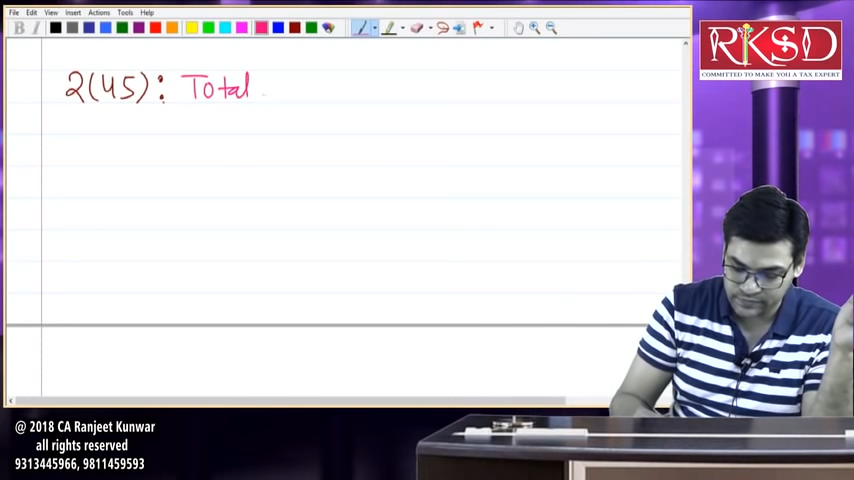 File Edit View Insert Actions Tools Help
B I
2(45): Total
RKSD
COMMITTED TO MAKE YOU A TAX EXPERT
@ 2018 CA Ranjeet Kunwar
all rights reserved
9313445966, 9811459593